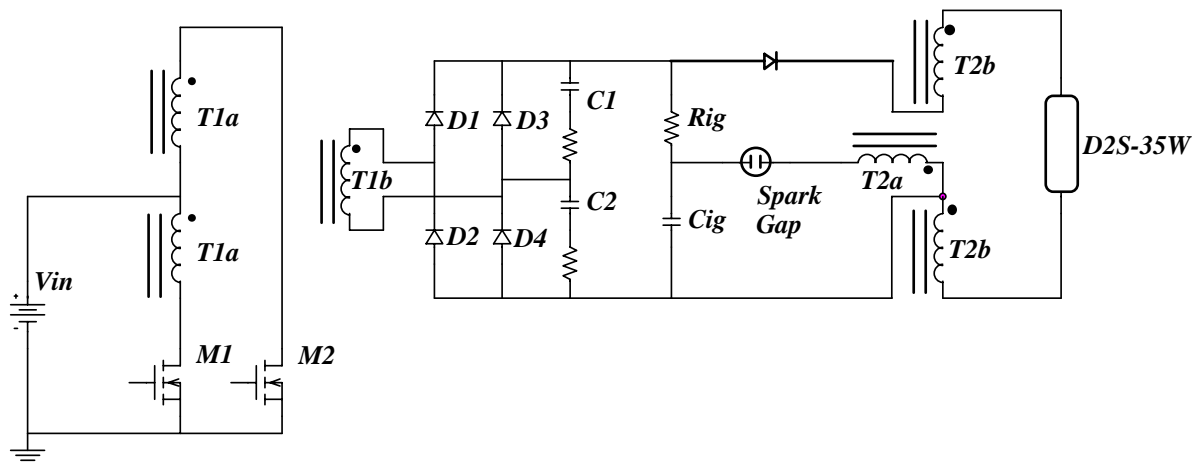 T1a
T1a
Vin
+
-
M1
M2
T1b
D1
D3
D2
D4
C1
C2
Rig
Cig
Spark
Gap
T2a
T2b
T2b
D2S-35W